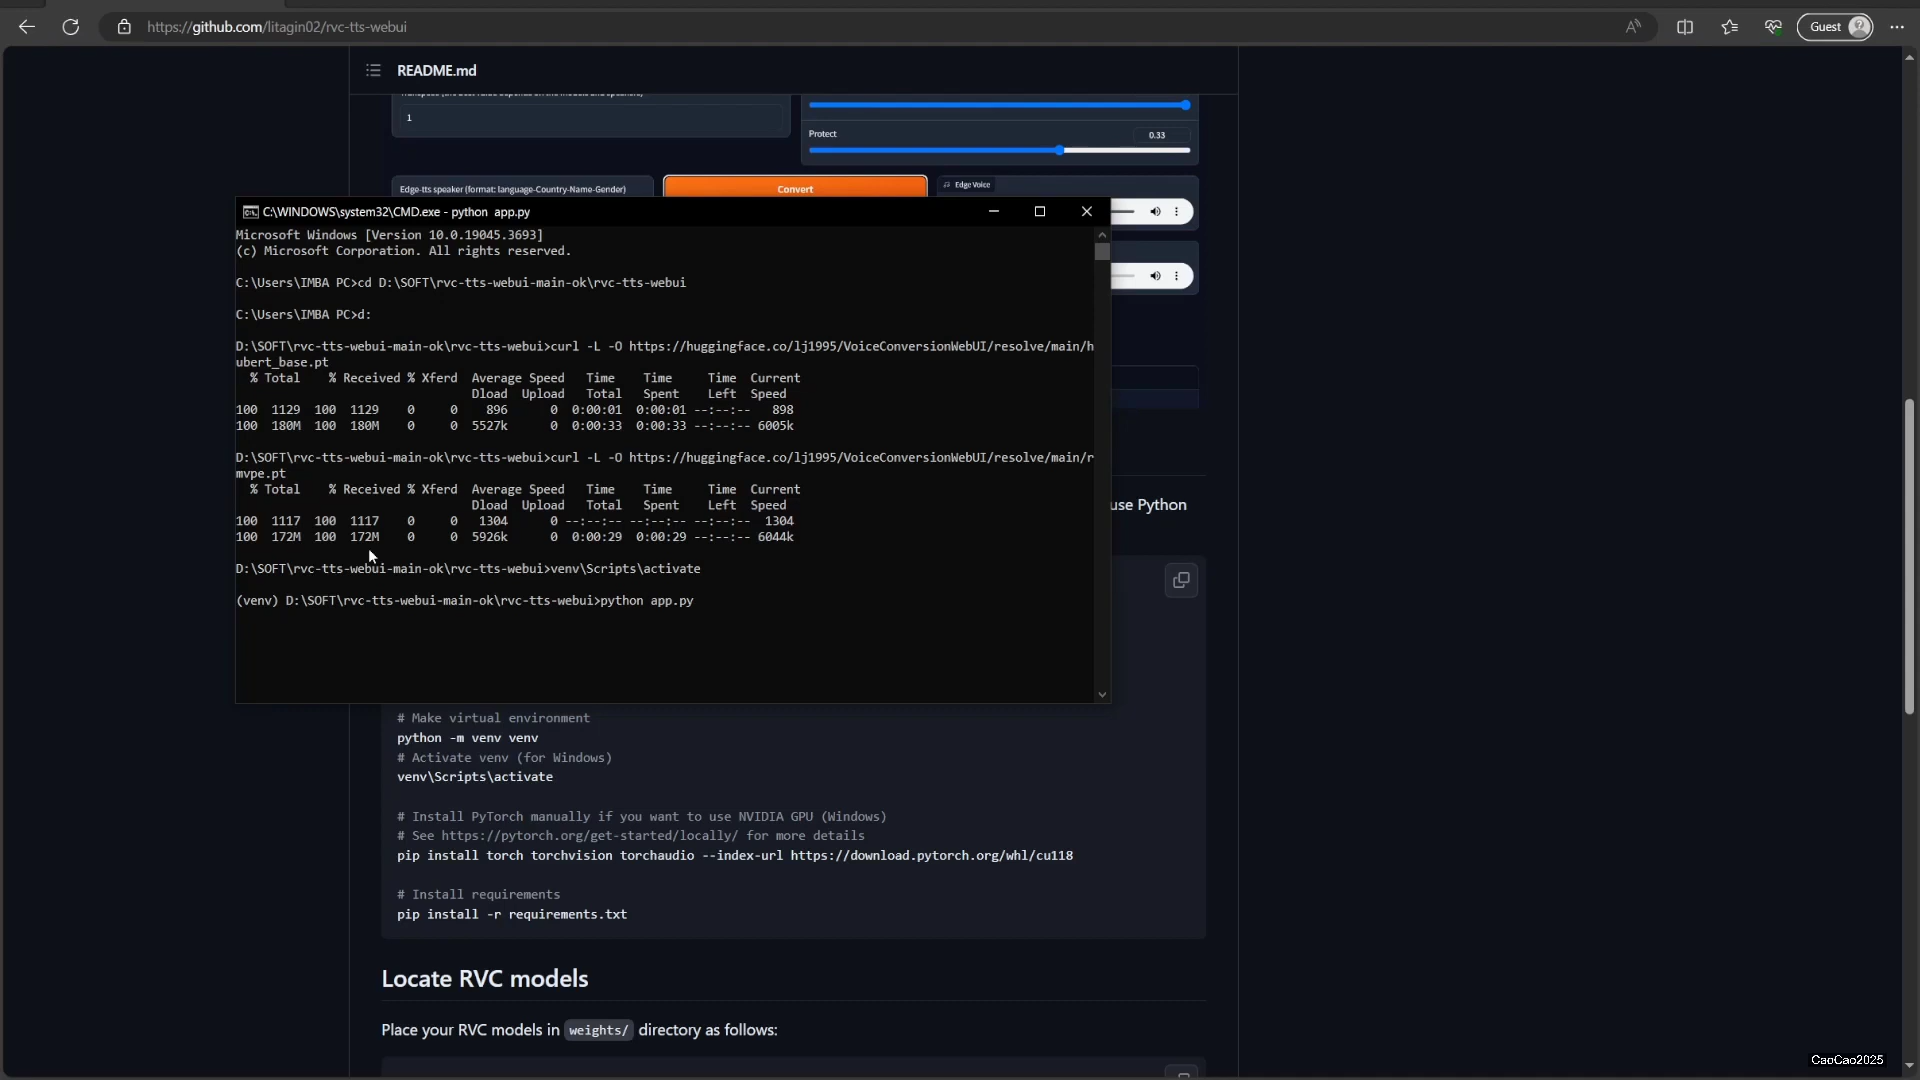 https://github.com/litagin02/rvc-tts-webui
Guest
README.md
1
Protect
0.33
Edge-tts speaker (format: language-Country-Name-Gender)
Convert
Edge Voice
C:\WINDOWS\system32\CMD.exe - python  app.py
Microsoft Windows [Version 10.0.19045.3693]
(c) Microsoft Corporation. All rights reserved.
C:\Users\IMBA PC>cd D:\SOFT\rvc-tts-webui-main-ok\rvc-tts-webui
C:\Users\IMBA PC>d:
D:\SOFT\rvc-tts-webui-main-ok\rvc-tts-webui>curl -L -O https://huggingface.co/lj1995/VoiceConversionWebUI/resolve/main/h
ubert_base.pt
% Total    % Received % Xferd  Average Speed   Time    Time     Time  Current
Dload  Upload   Total   Spent    Left  Speed
100  1129  100  1129    0     0    896      0  0:00:01  0:00:01 --:--:--   898
100  180M  100  180M    0     0  5527k      0  0:00:33  0:00:33 --:--:-- 6005k
D:\SOFT\rvc-tts-webui-main-ok\rvc-tts-webui>curl -L -O https://huggingface.co/lj1995/VoiceConversionWebUI/resolve/main/r
mvpe.pt
% Total    % Received % Xferd  Average Speed   Time    Time     Time  Current
Dload  Upload   Total   Spent    Left  Speed
100  1117  100  1117    0     0   1304      0 --:--:-- --:--:-- --:--:--  1304
100  172M  100  172M    0     0  5926k      0  0:00:29  0:00:29 --:--:-- 6044k
D:\SOFT\rvc-tts-webui-main-ok\rvc-tts-webui>venv\Scripts\activate
(venv) D:\SOFT\rvc-tts-webui-main-ok\rvc-tts-webui>python app.py
use Python
# Make virtual environment
python -m venv venv
# Activate venv (for Windows)
venv\Scripts\activate
# Install PyTorch manually if you want to use NVIDIA GPU (Windows)
# See https://pytorch.org/get-started/locally/ for more details
pip install torch torchvision torchaudio --index-url https://download.pytorch.org/whl/cu118
# Install requirements
pip install -r requirements.txt
Locate RVC models
Place your RVC models in weights/ directory as follows:
CaoCao2025